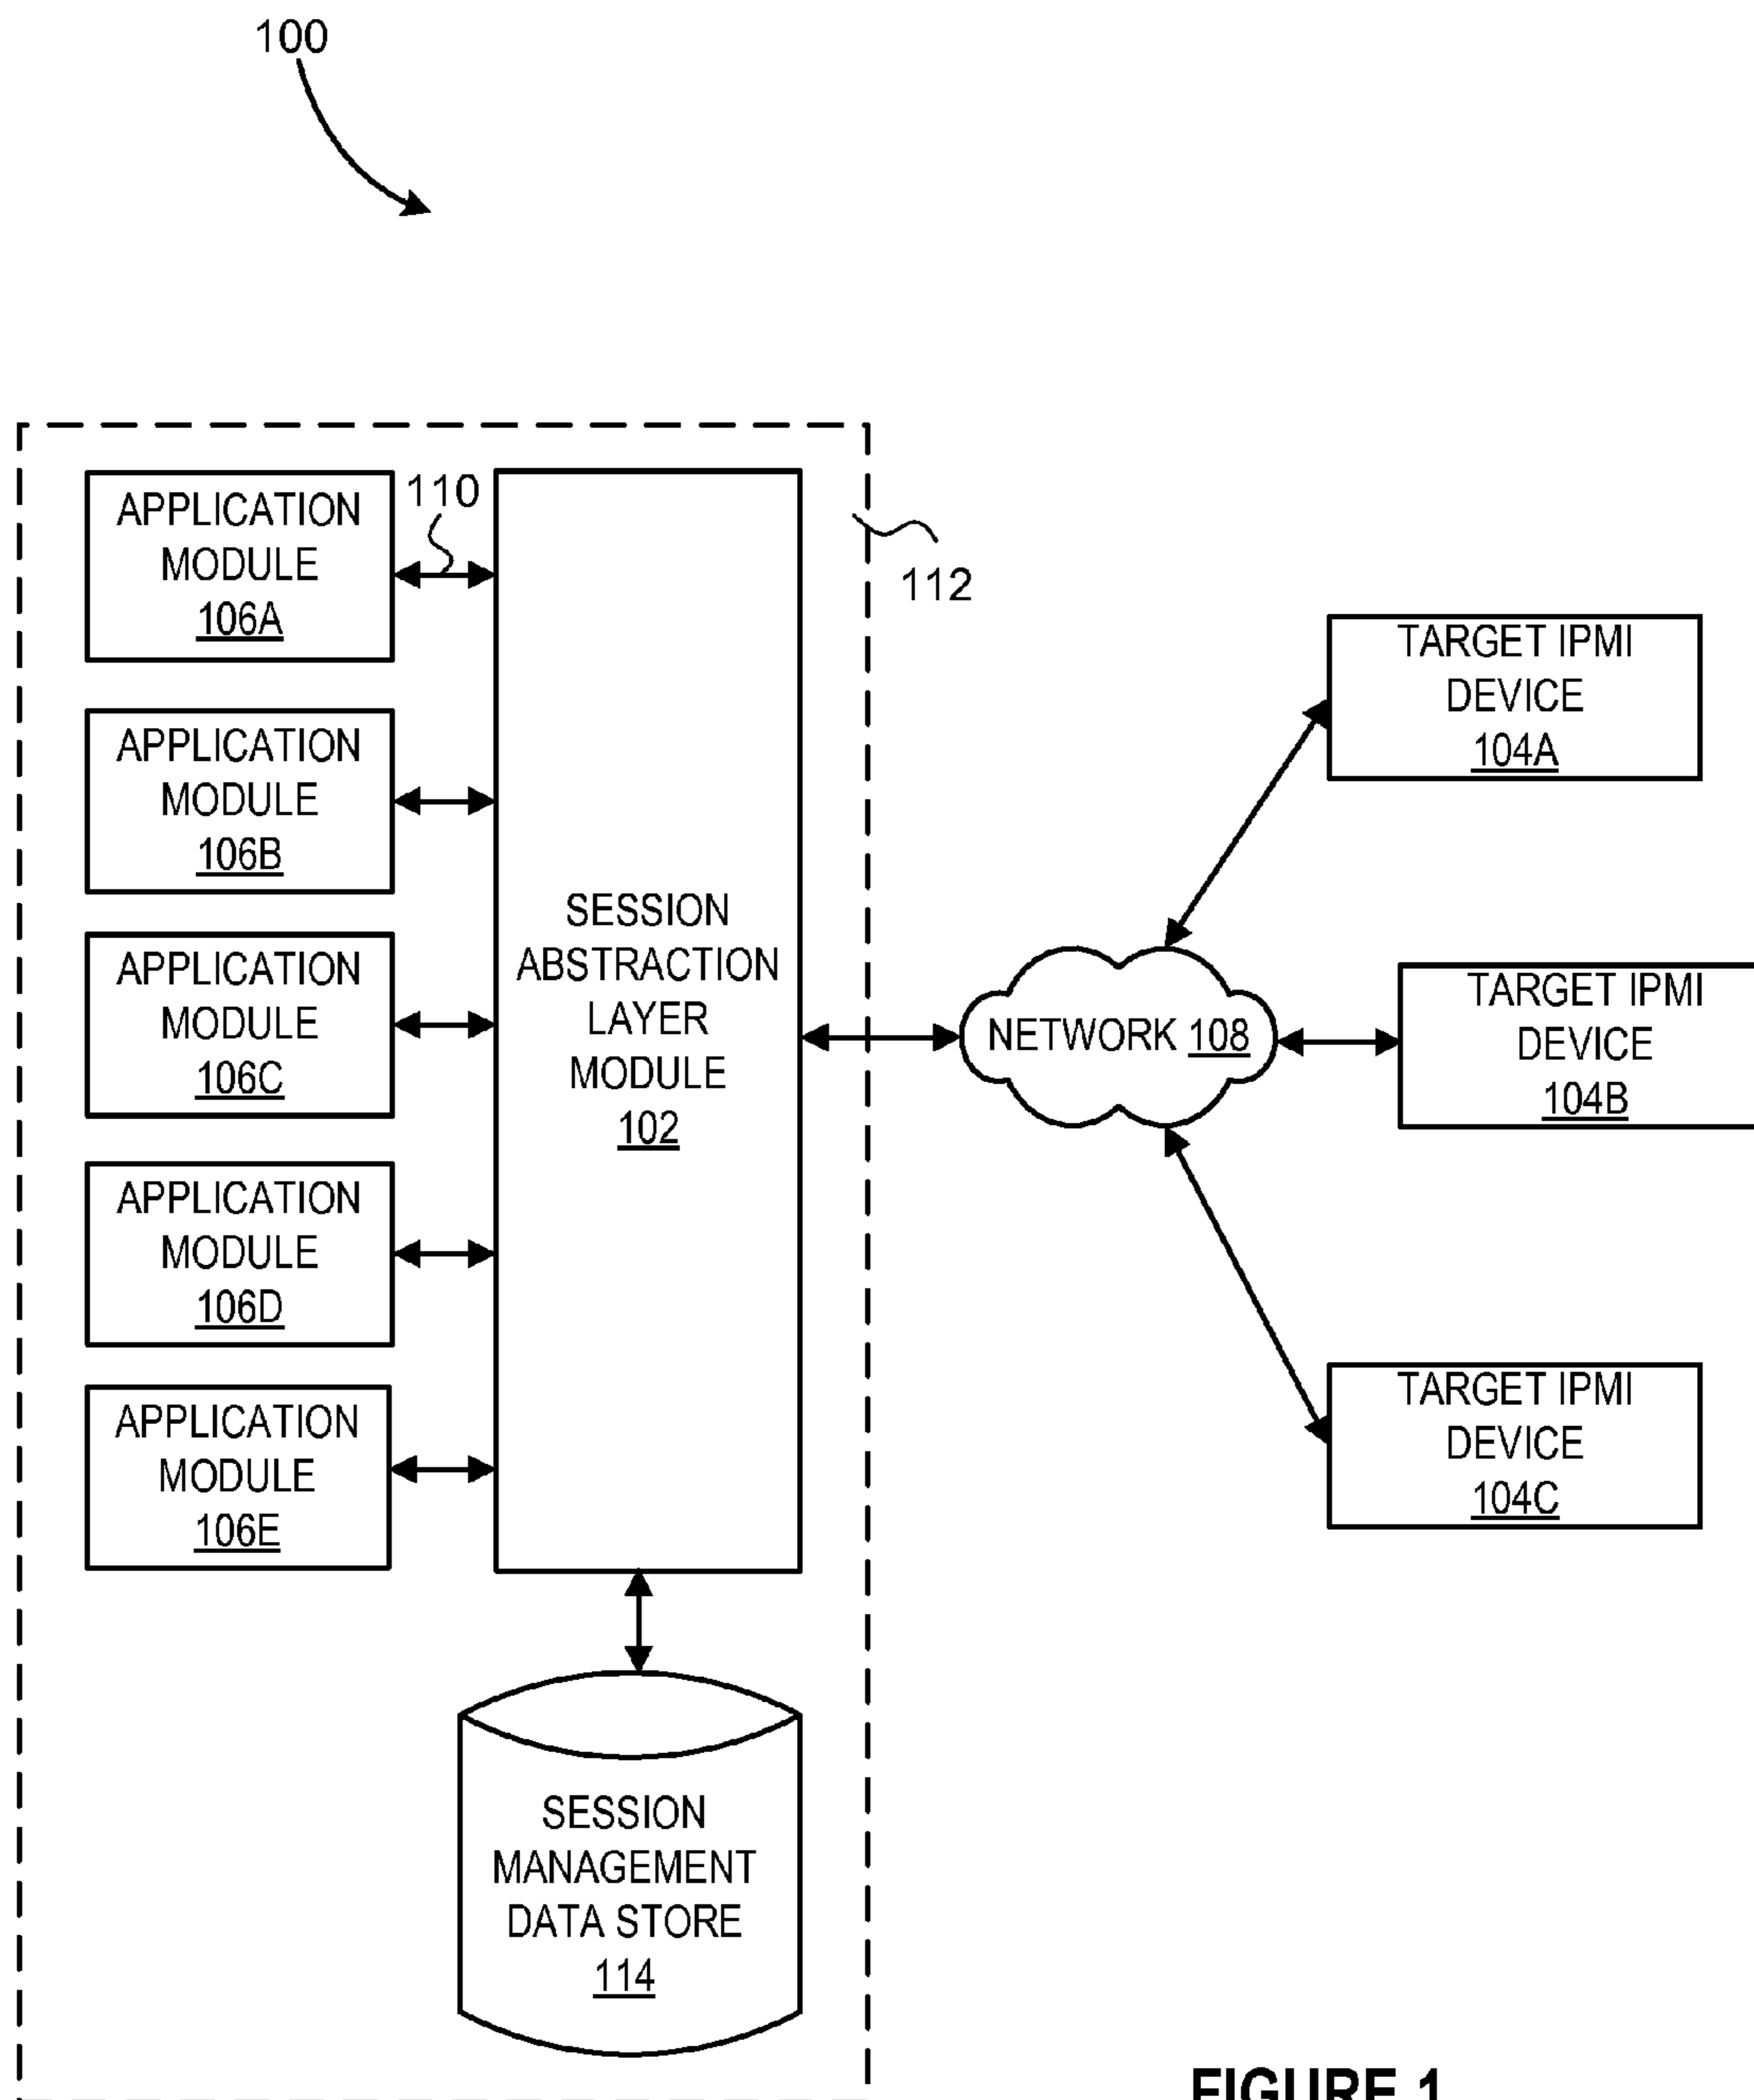 100
APPLICATION
MODULE
106A
110
112
APPLICATION
MODULE
106B
APPLICATION
MODULE
106C
APPLICATION
MODULE
106D
APPLICATION
MODULE
106E
SESSION
ABSTRACTION
LAYER
MODULE
102
NETWORK 108
TARGET IPMI
DEVICE
104A
TARGET IPMI
DEVICE
104B
TARGET IPMI
DEVICE
104C
SESSION
MANAGEMENT
DATA STORE
114
FIGURE 1